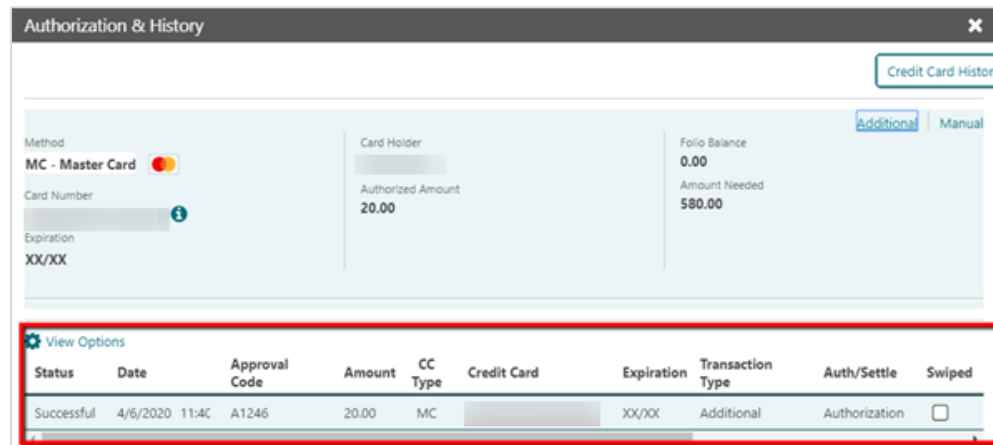 Authorization & History
Credit Card Histor
Additional Manual
Method
MC - Master Card
Card Number
Expiration
XX/XX
Card Holder
Authorized Amount
20.00
Folio Balance
0.00
Amount Needed
580.00
View Options
Status Date Approval Code Amount CC Type Credit Card Expiration Transaction Type Auth/Settle Swiped
Successful 4/6/2020 11:4C A1246 20.00 MC XX/XX Additional Authorization